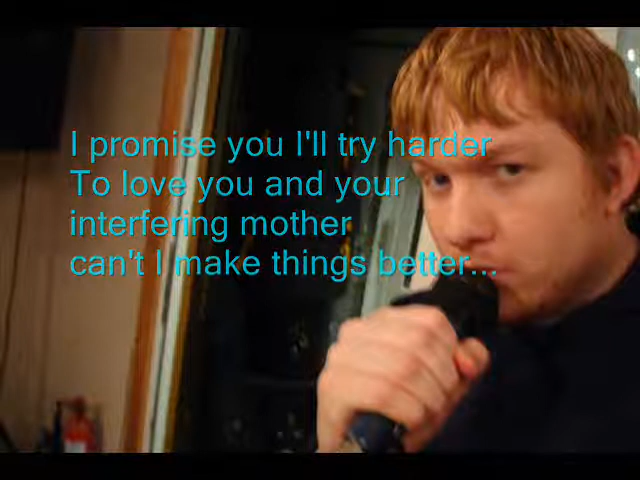 I promise you I'll try harder
To love you and your
interfering mother
can't I make things better...